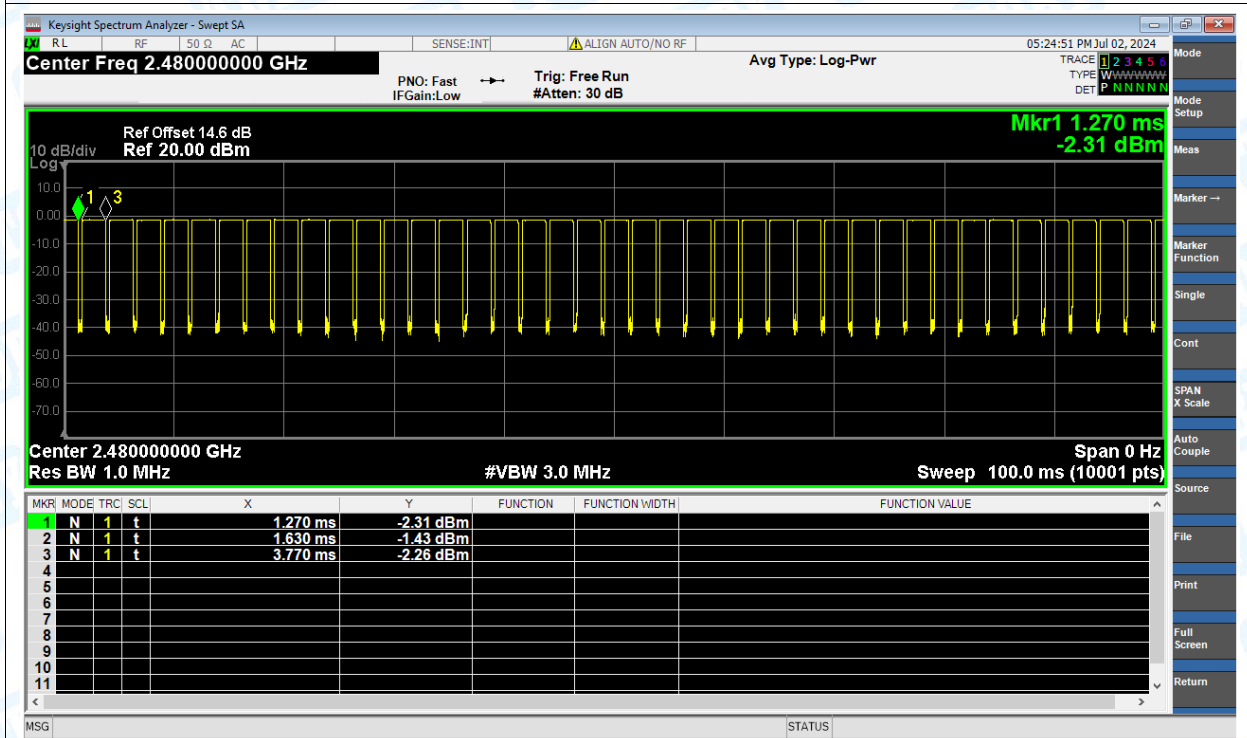 Keysight Spectrum Analyzer - Swept SA
LXI RL RF 50 Ω AC SENSE:INT ALIGN AUTO/NO RF 05:24:51 PM Jul 02, 2024
Center Freq 2.480000000 GHz
PNO: Fast
IFGain:Low
Trig: Free Run
#Atten: 30 dB
Avg Type: Log-Pwr
TRACE 1 2 3 4 5 6
TYPE WWWWWW
DET P N N N N N
Mkr1 1.270 ms
-2.31 dBm
Ref Offset 14.6 dB
10 dB/div Ref 20.00 dBm
Log
10.0
0.00
-10.0
-20.0
-30.0
-40.0
-50.0
-60.0
-70.0
1
3
Center 2.480000000 GHz Span 0 Hz
Res BW 1.0 MHz #VBW 3.0 MHz Sweep 100.0 ms (10001 pts)
MKR MODE TRC SCL X Y FUNCTION FUNCTION WIDTH FUNCTION VALUE
1 N 1 t 1.270 ms -2.31 dBm
2 N 1 t 1.630 ms -1.43 dBm
3 N 1 t 3.770 ms -2.26 dBm
4
5
6
7
8
9
10
11
MSG STATUS
Mode
Mode
Setup
Meas
Marker →
Marker
Function
Single
Cont
SPAN
X Scale
Auto
Couple
Source
File
Print
Full
Screen
Return